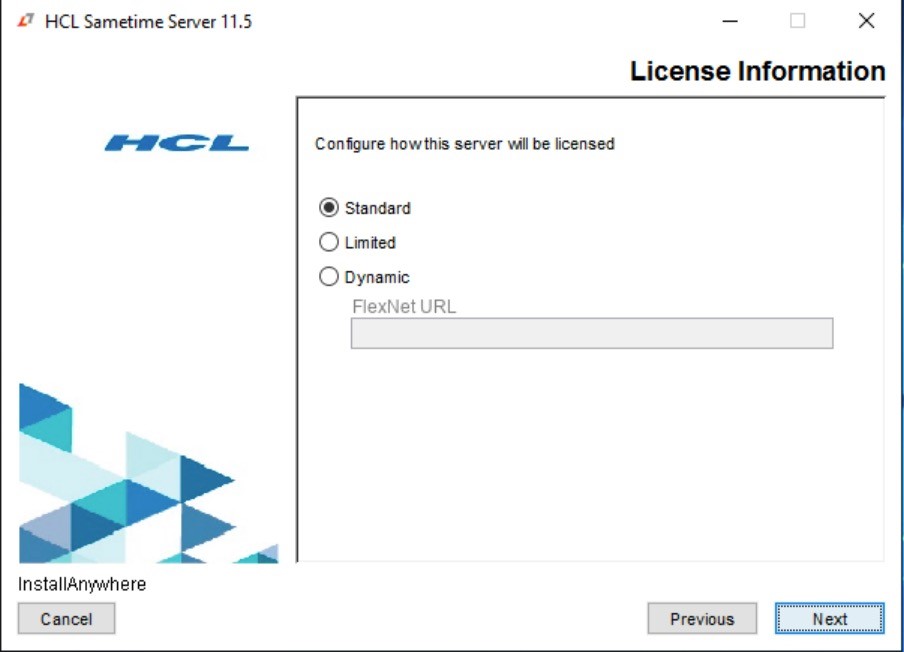 HCL Sametime Server 11.5
License Information
HCL
Configure how this server will be licensed
Standard
Limited
Dynamic
FlexNet URL
InstallAnywhere
Cancel
Previous
Next